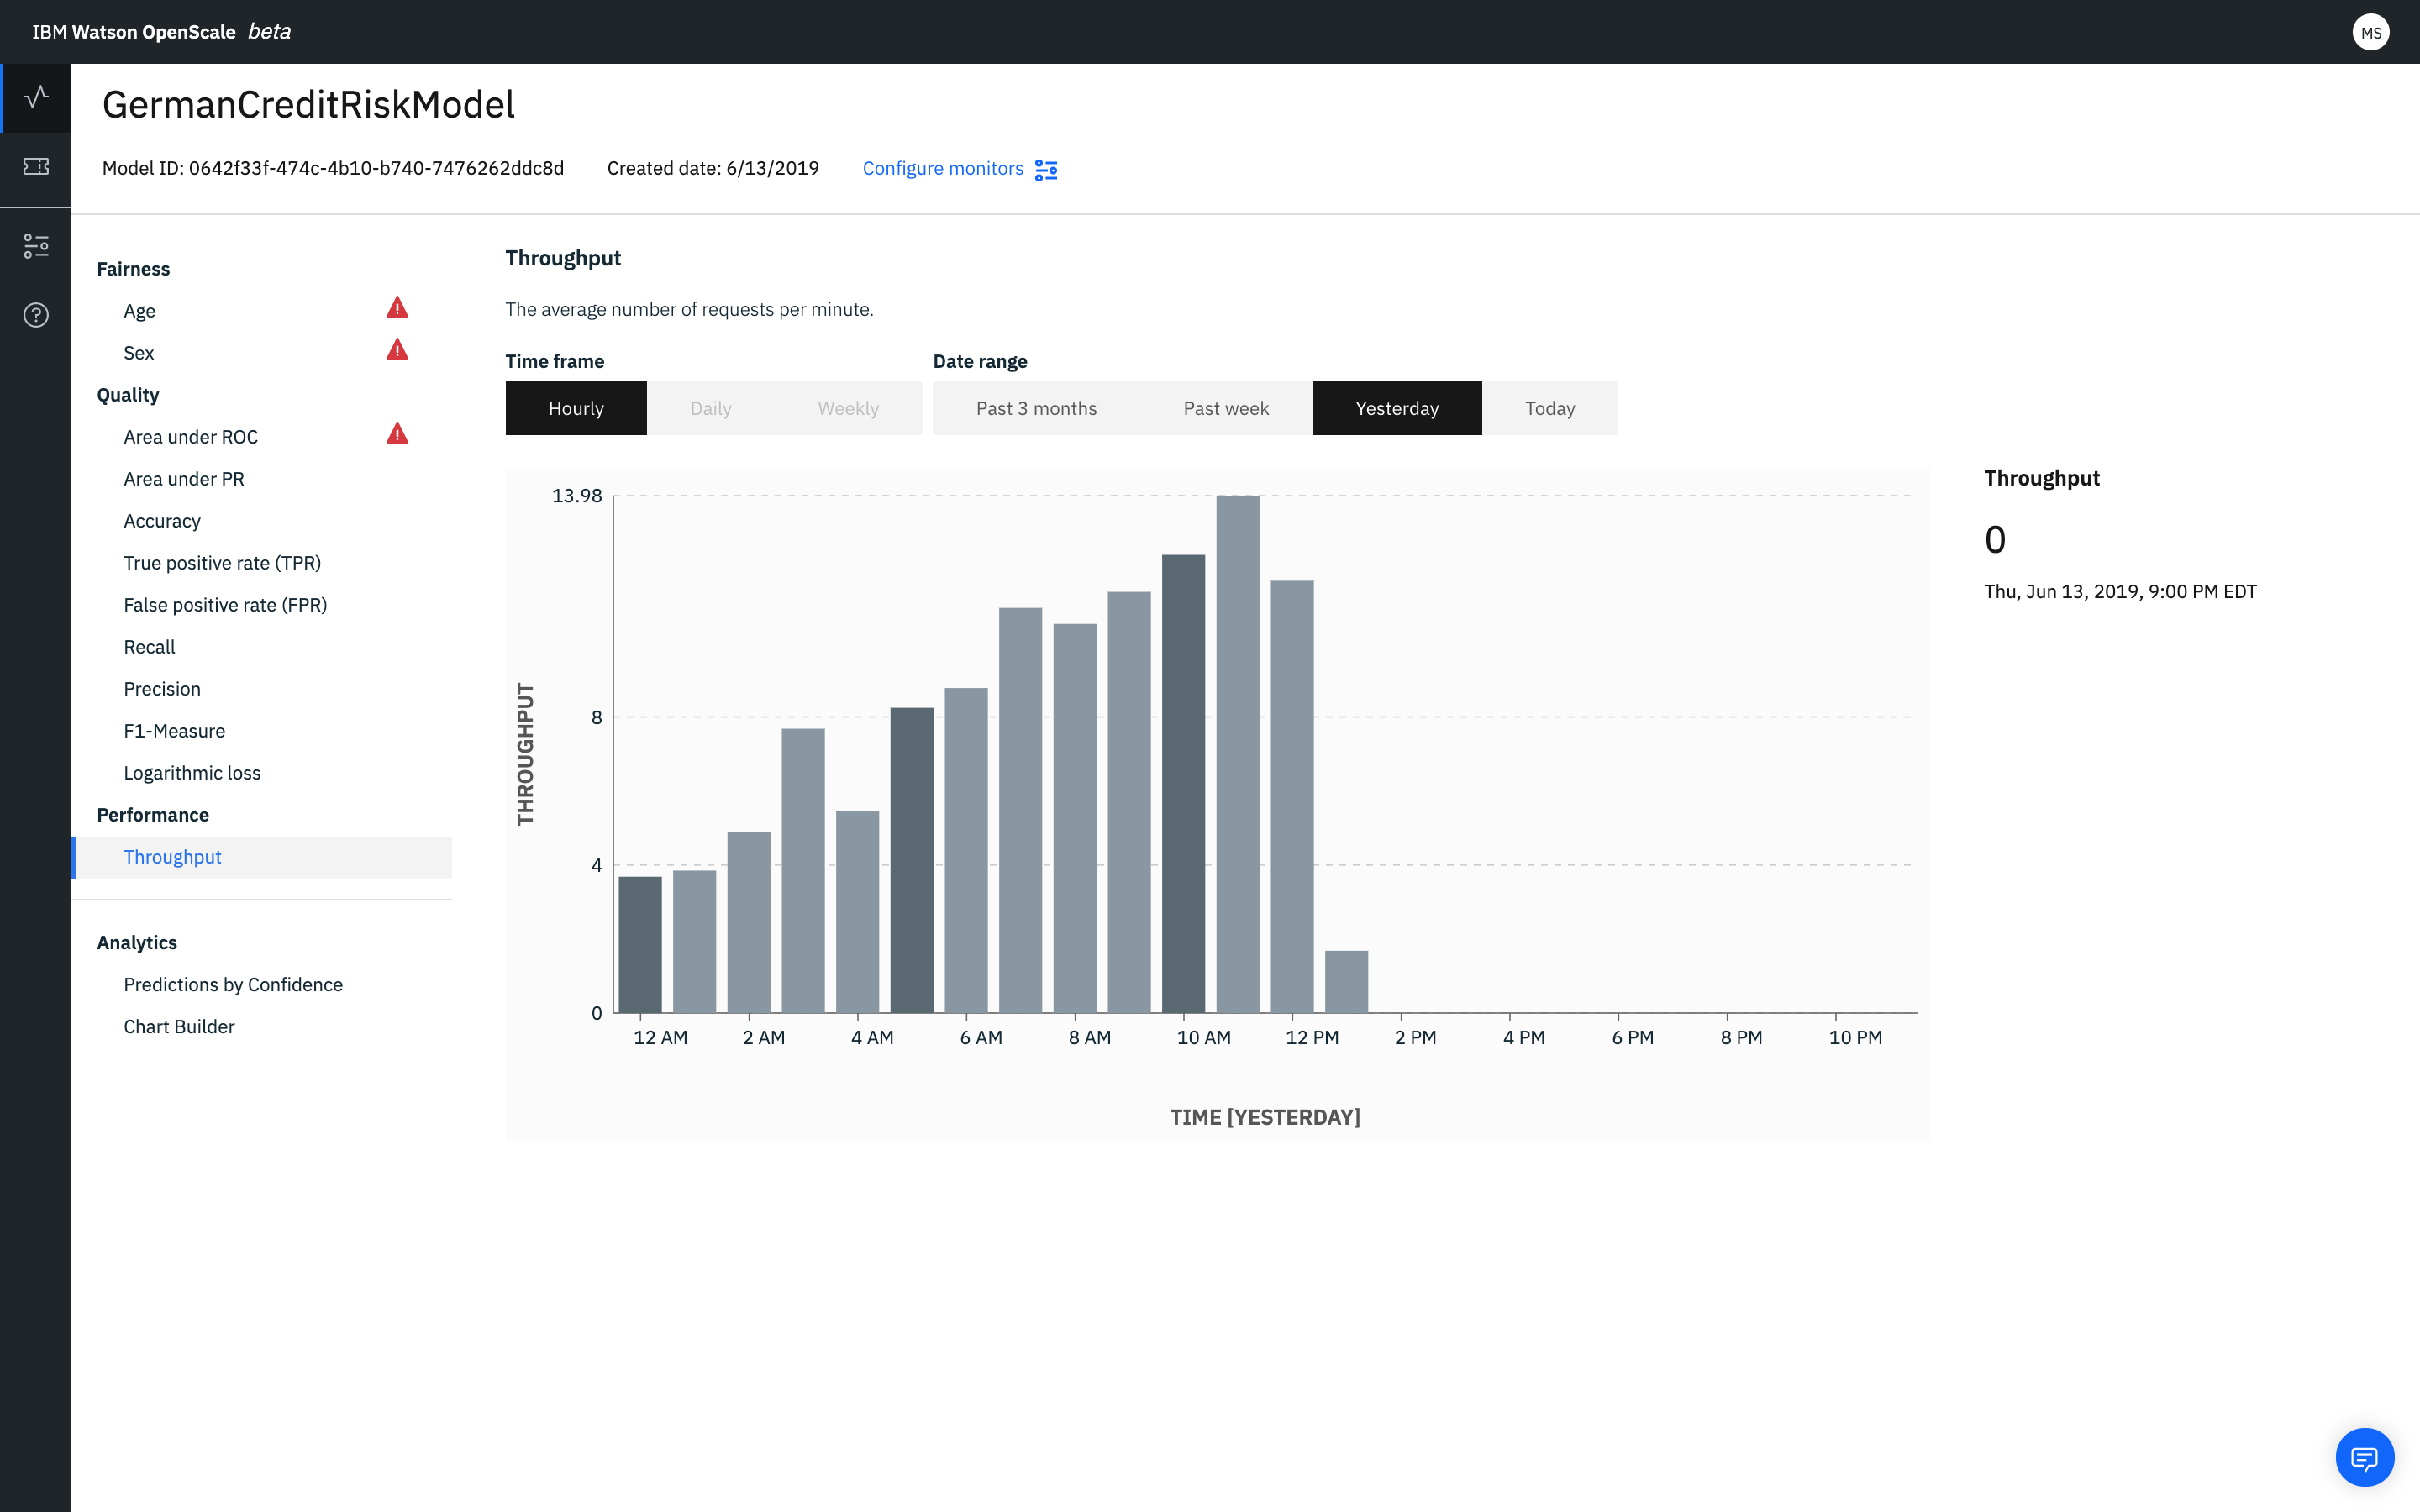 IBM Watson OpenScale beta
MS
GermanCreditRiskModel
Model ID: 0642f33f-474c-4b10-b740-7476262ddc8d Created date: 6/13/2019 Configure monitors
Fairness
Age
Sex
Quality
Area under ROC
Area under PR
Accuracy
True positive rate (TPR)
False positive rate (FPR)
Recall
Precision
F1-Measure
Logarithmic loss
Performance
Throughput
Analytics
Predictions by Confidence
Chart Builder
Throughput
The average number of requests per minute.
Time frame Date range
Hourly Daily Weekly Past 3 months Past week Yesterday Today
THROUGHPUT
13.98
8
4
0
12 AM 2 AM 4 AM 6 AM 8 AM 10 AM 12 PM 2 PM 4 PM 6 PM 8 PM 10 PM
TIME [YESTERDAY]
Throughput
0
Thu, Jun 13, 2019, 9:00 PM EDT